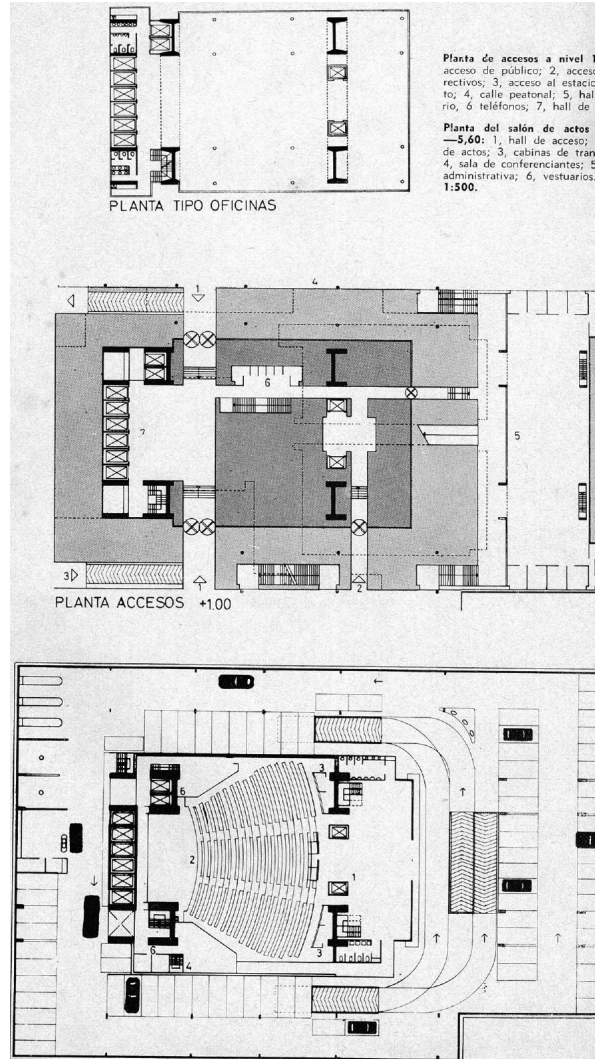 Planta de accesos a nivel 1
acceso de público; 2, acceso
rectivos; 3, acceso al estacio
to; 4, calle peatonal; 5, hal
rio, 6 teléfonos; 7, hall de
Planta del salón de actos
—5,60: 1, hall de acceso;
de actos; 3, cabinas de tran
4, sala de conferenciantes; 5
administrativa; 6, vestuarios.
1:500.
PLANTA TIPO OFICINAS
1
4
6
7
5
3
1
2
PLANTA ACCESOS +1.00
3
6
2
1
6
4
3